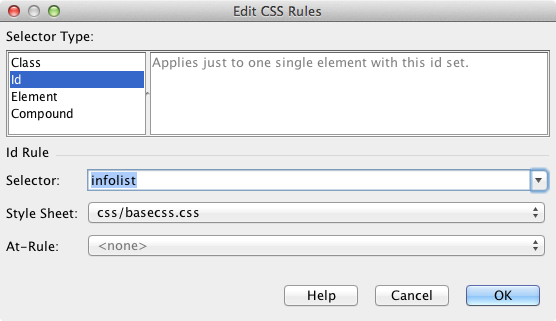 Edit CSS Rules
Selector Type:
Class
Id
Element
Compound
Applies just to one single element with this id set.
Id Rule
Selector: infolist
Style Sheet: css/basecss.css
At-Rule: <none>
Help Cancel OK